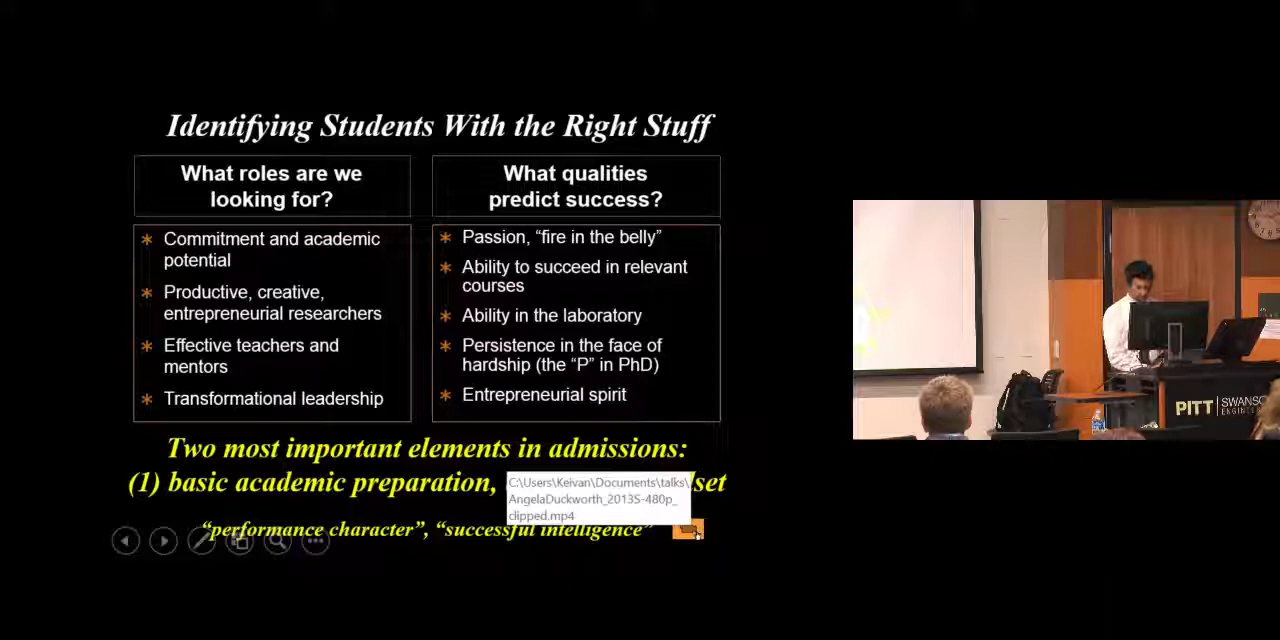 Identifying Students With the Right Stuff
What roles are we
looking for?
Commitment and academic
potential
Productive, creative,
entrepreneurial researchers
Effective teachers and
mentors
Transformational leadership
What qualities
predict success?
Passion, “fire in the belly”
Ability to succeed in relevant
courses
Ability in the laboratory
Persistence in the face of
hardship (the “P” in PhD)
Entrepreneurial spirit
Two most important elements in admissions:
(1) basic academic preparation, set
C:\Users\Keivan\Documents\talks\
AngelaDuckworth_2013S-480p_
clipped.mp4
“performance character”, “successful intelligence”
PITT